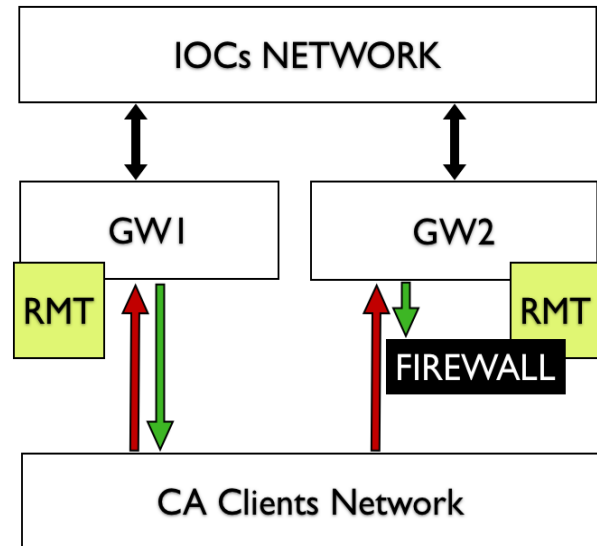 IOCs NETWORK
GW1
GW2
RMT
RMT
FIREWALL
CA Clients Network